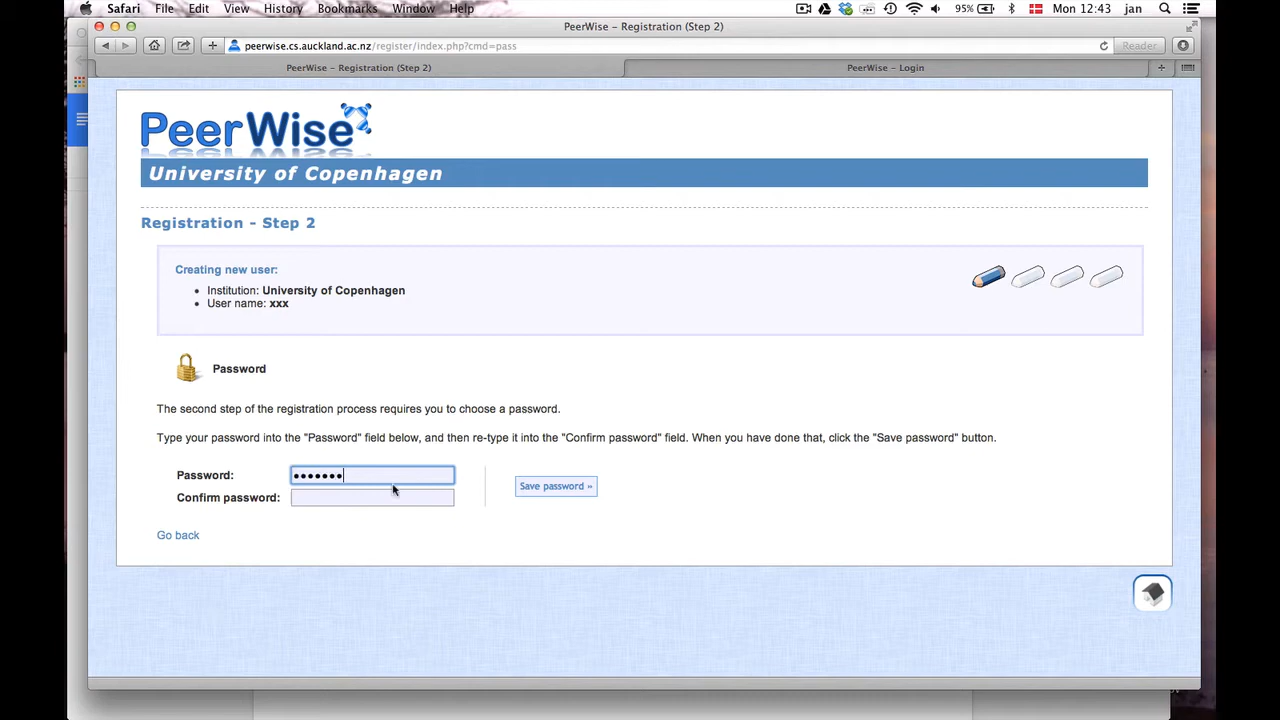 Safari File Edit View History Bookmarks Window Help 95% Mon 12:43 jan
PeerWise – Registration (Step 2)
peerwise.cs.auckland.ac.nz/register/index.php?cmd=pass Reader
PeerWise – Registration (Step 2) PeerWise – Login
PeerWise
University of Copenhagen
Registration - Step 2
Creating new user:
• Institution: University of Copenhagen
• User name: xxx
Password
The second step of the registration process requires you to choose a password.
Type your password into the "Password" field below, and then re-type it into the "Confirm password" field. When you have done that, click the "Save password" button.
Password: •••••••
Confirm password:
Save password »
Go back